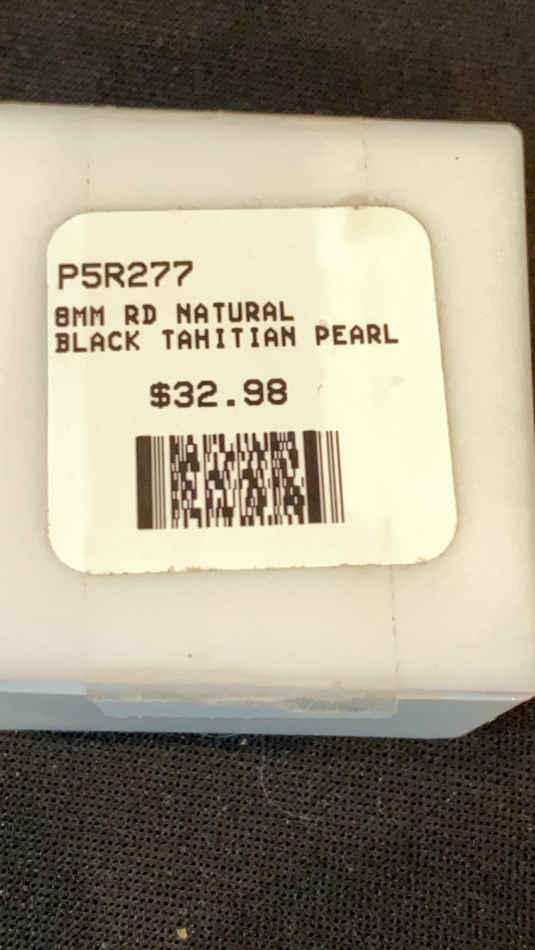 P5R277
8MM RD NATURAL
BLACK TAHITIAN PEARL
$32.98